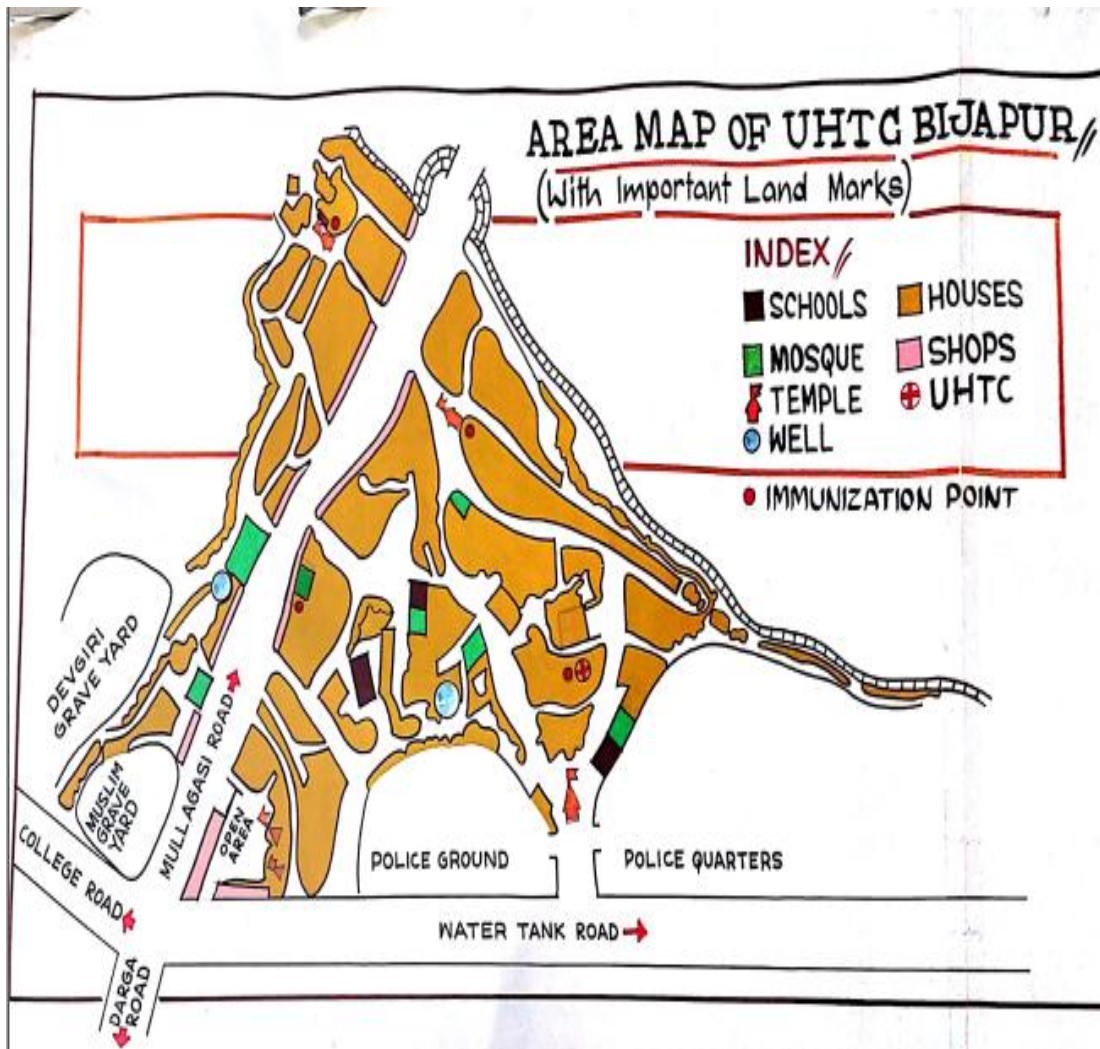 AREA MAP OF UHTC BIJAPUR
(With Important Land Marks)
INDEX
SCHOOLS
HOUSES
MOSQUE
SHOPS
TEMPLE
UHTC
WELL
IMMUNIZATION POINT
DEVGIRI
GRAVE YARD
MUSLIM
GRAVE
YARD
MULLAGASI ROAD
OPEN
AREA
COLLEGE ROAD
POLICE GROUND
POLICE QUARTERS
WATER TANK ROAD
DARGA
ROAD